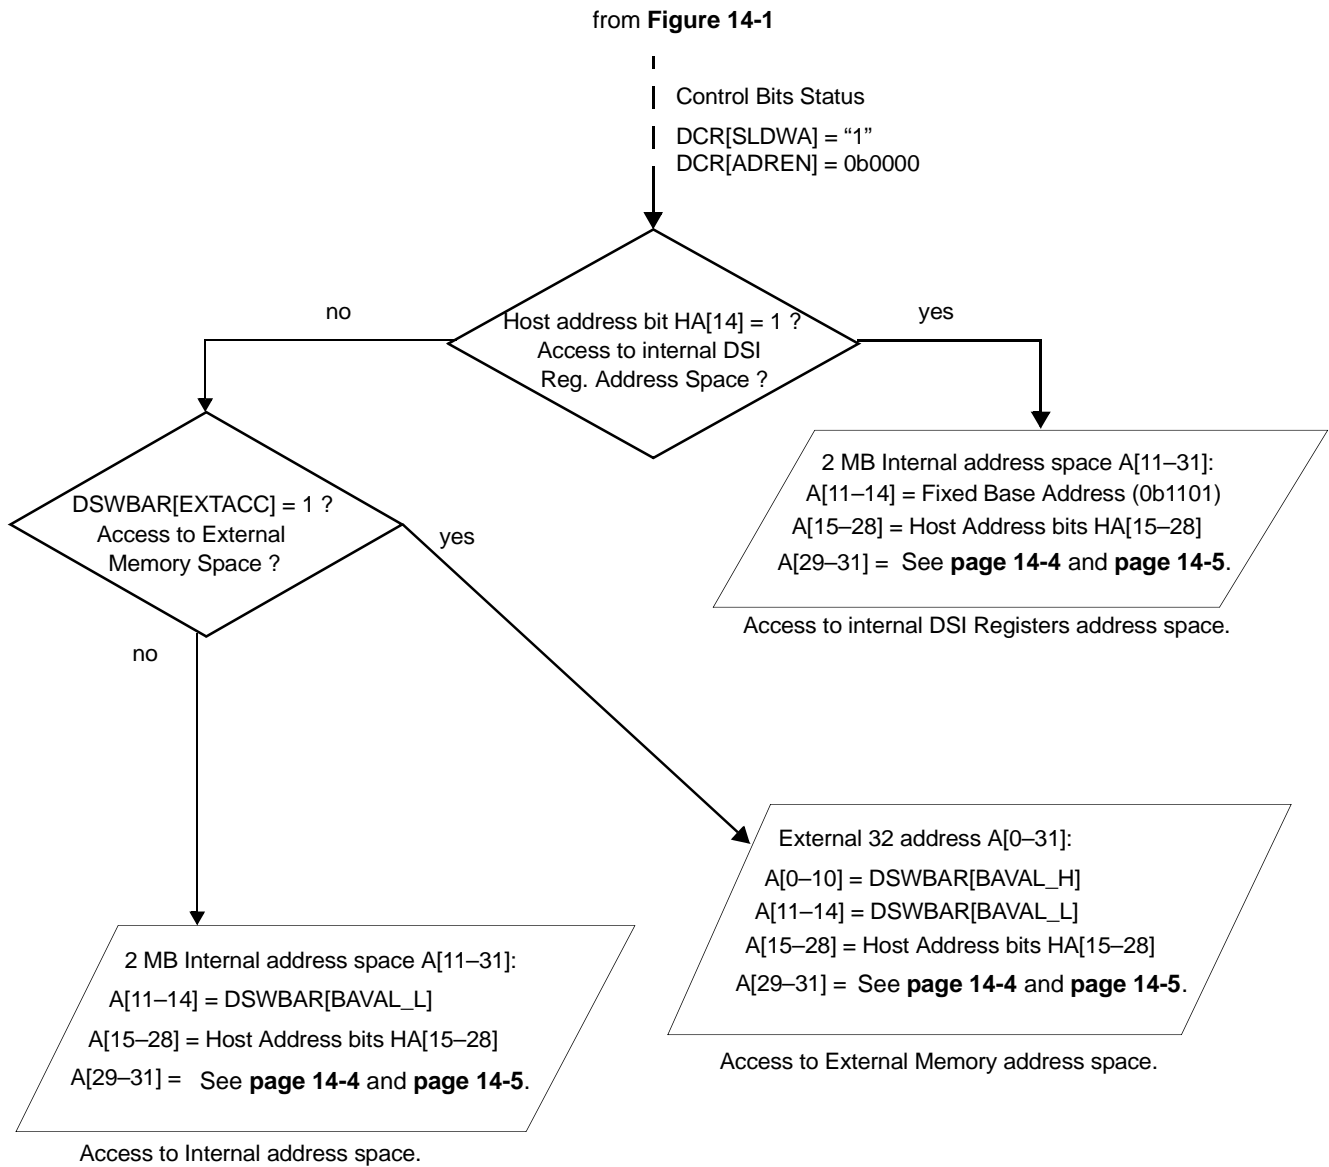 from Figure 14-1
Control Bits Status
DCR[SLDWA] = “1”
DCR[ADREN] = 0b0000
no
yes
Host address bit HA[14] = 1 ?
Access to internal DSI
Reg. Address Space ?
2 MB Internal address space A[11–31]:
A[11–14] = Fixed Base Address (0b1101)
A[15–28] = Host Address bits HA[15–28]
A[29–31] = See page 14-4 and page 14-5.
Access to internal DSI Registers address space.
DSWBAR[EXTACC] = 1 ?
Access to External
Memory Space ?
yes
no
External 32 address A[0–31]:
A[0–10] = DSWBAR[BAVAL_H]
A[11–14] = DSWBAR[BAVAL_L]
A[15–28] = Host Address bits HA[15–28]
A[29–31] = See page 14-4 and page 14-5.
Access to External Memory address space.
2 MB Internal address space A[11–31]:
A[11–14] = DSWBAR[BAVAL_L]
A[15–28] = Host Address bits HA[15–28]
A[29–31] = See page 14-4 and page 14-5.
Access to Internal address space.